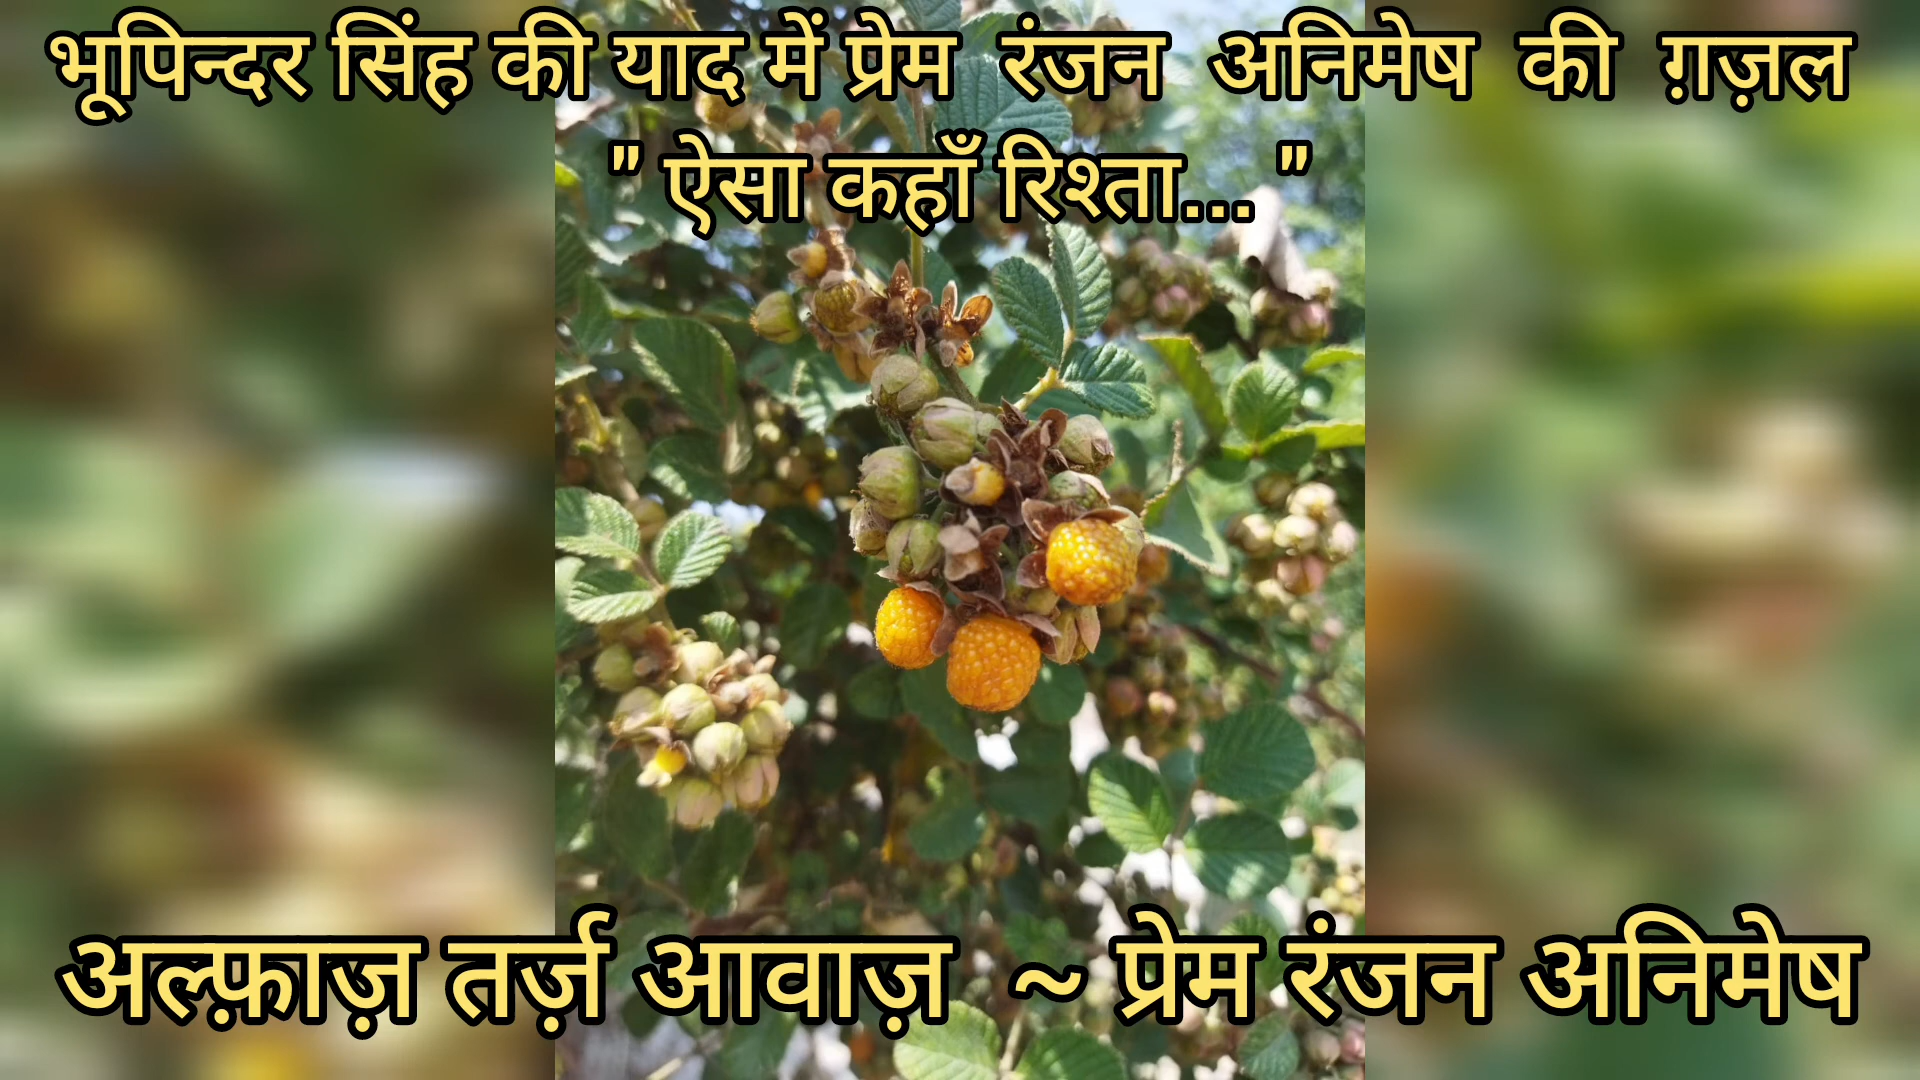 भूपिन्दर सिंह की याद में प्रेम रंजन अनिमेष की ग़ज़ल
" ऐसा कहाँ रिश्ता... "
अल्फ़ाज़ तर्ज़ आवाज़ ~ प्रेम रंजन अनिमेष